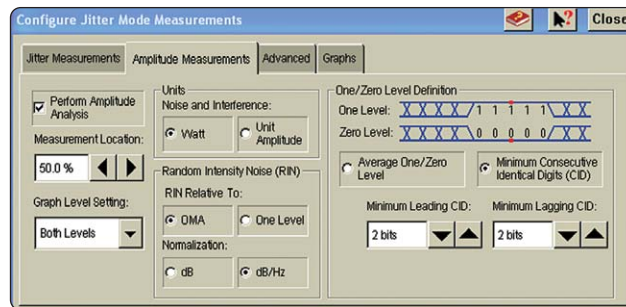 Configure Jitter Mode Measurements
? Close
Jitter Measurements Amplitude Measurements Advanced Graphs
Perform Amplitude
Analysis
Measurement Location:
50.0 %
Graph Level Setting:
Both Levels
Units
Noise and Interference:
Watt
Unit
Amplitude
Random Intensity Noise (RIN)
RIN Relative To:
OMA
One Level
Normalization:
dB
dB/Hz
One/Zero Level Definition
One Level: X X X X 1 1 1 1 1 X X
Zero Level: X X X X 0 0 0 0 0 X X
Average One/Zero
Level
Minimum Consecutive
Identical Digits (CID)
Minimum Leading CID:
2 bits
Minimum Lagging CID:
2 bits